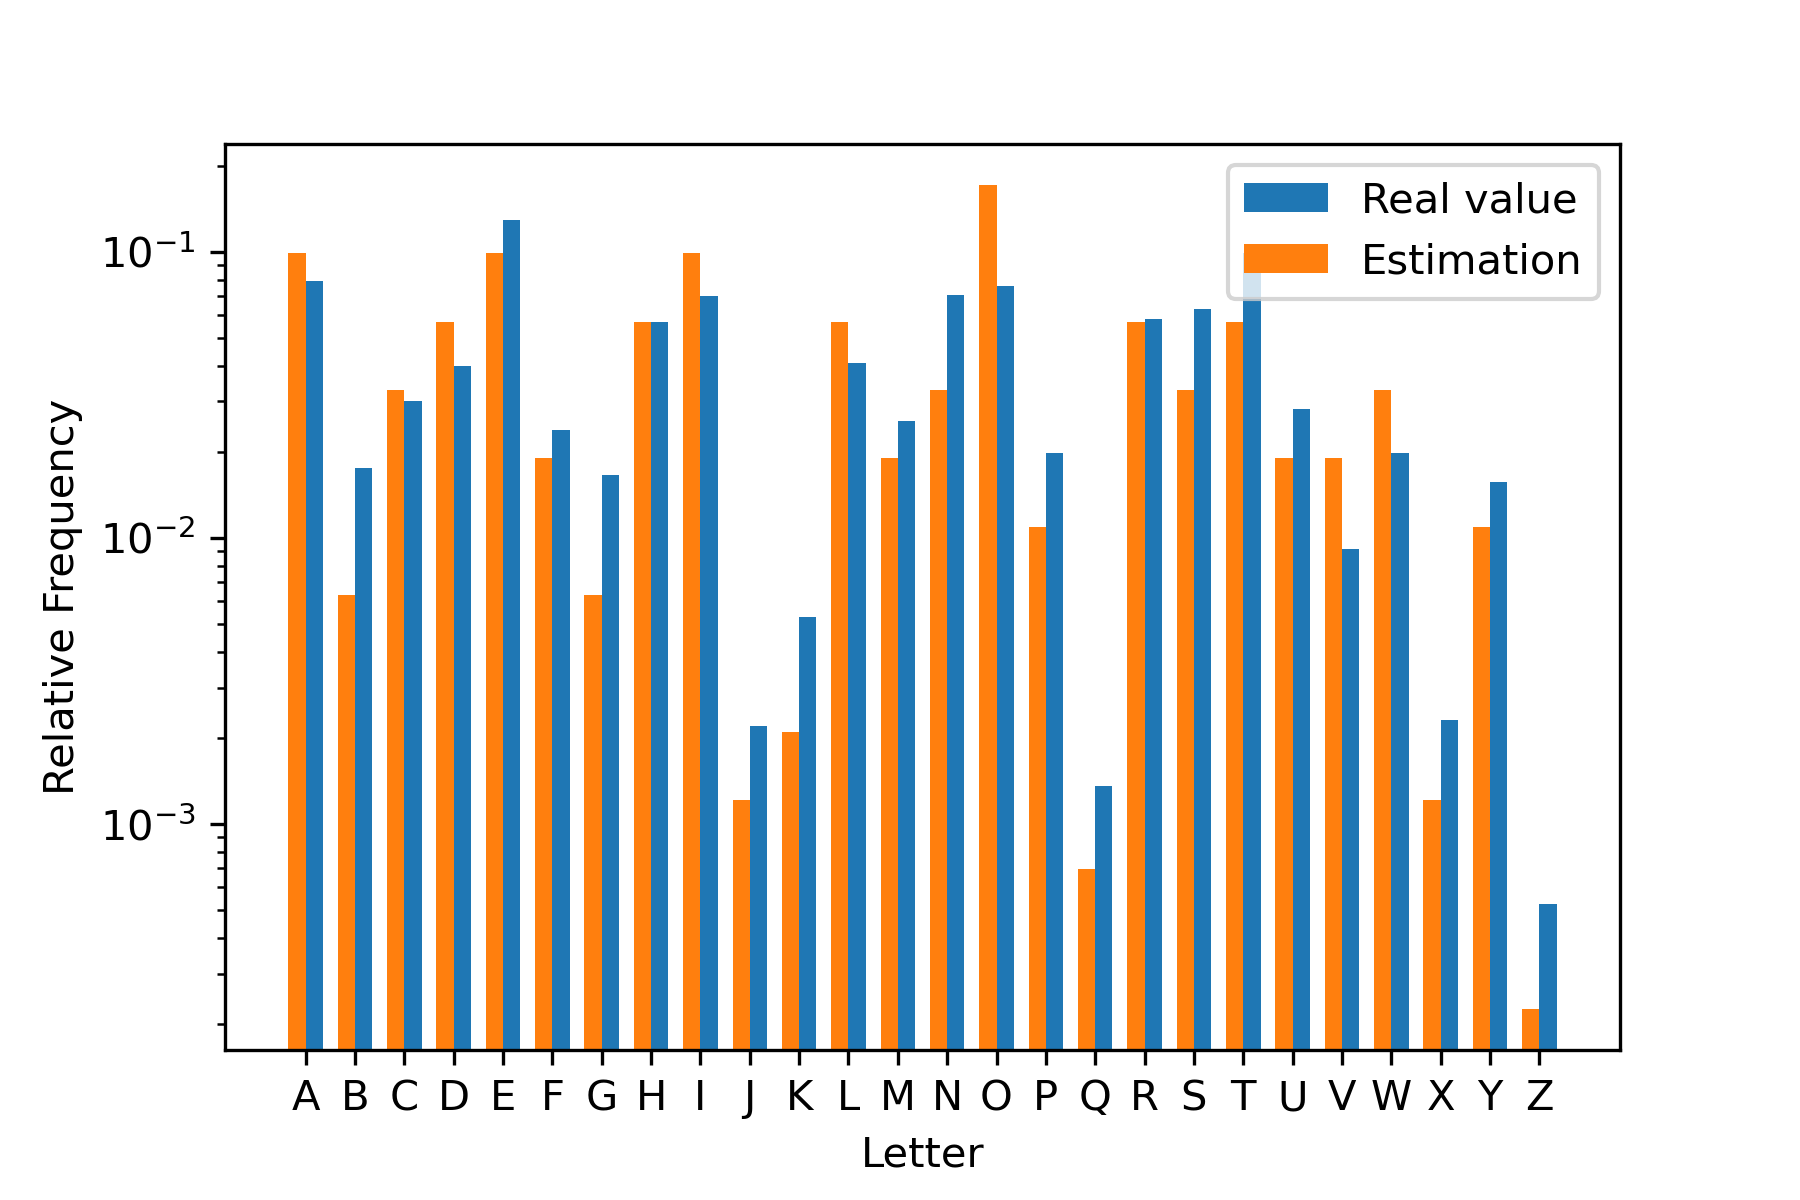 Real value
Estimation
10⁻¹
10⁻²
10⁻³
Relative Frequency
A B C D E F G H I J K L M N O P Q R S T U V W X Y Z
Letter